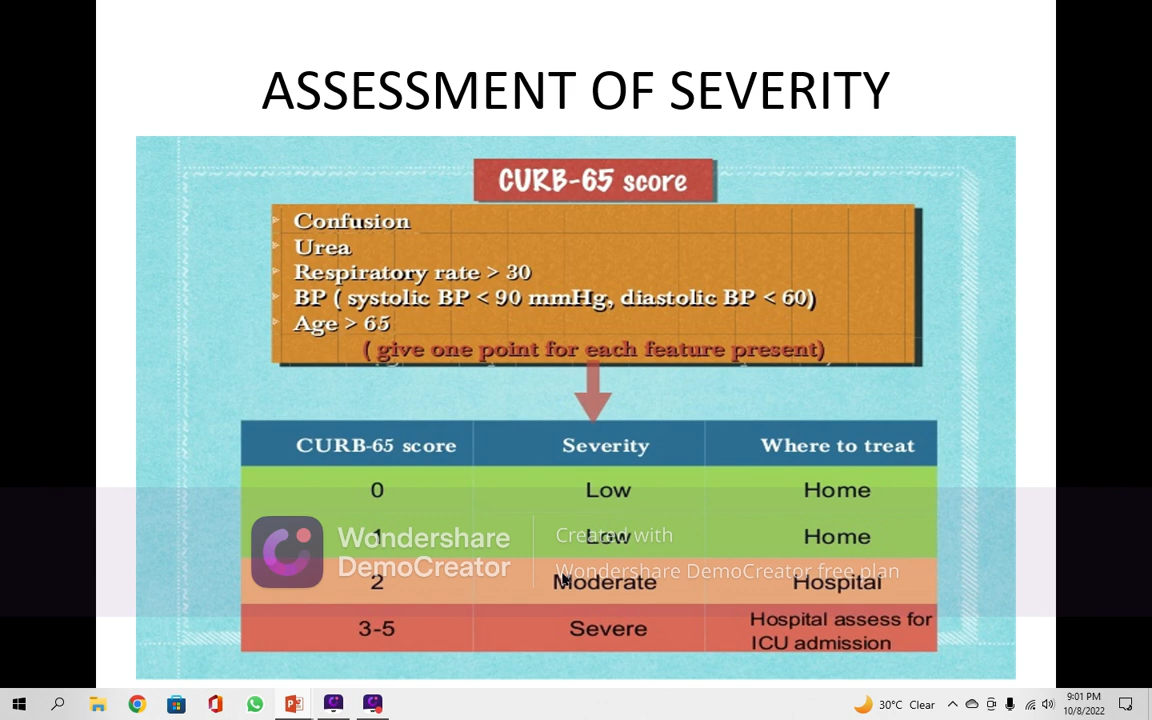 ASSESSMENT OF SEVERITY
CURB-65 score
Confusion
Urea
Respiratory rate > 30
BP ( systolic BP < 90 mmHg, diastolic BP < 60)
Age > 65
( give one point for each feature present)
CURB-65 score Severity Where to treat
0 Low Home
1 Low Home
2 Moderate Hospital
3-5 Severe Hospital assess for
ICU admission
Wondershare
DemoCreator
Created with
Wondershare DemoCreator free plan
30°C Clear
9:01 PM
10/8/2022